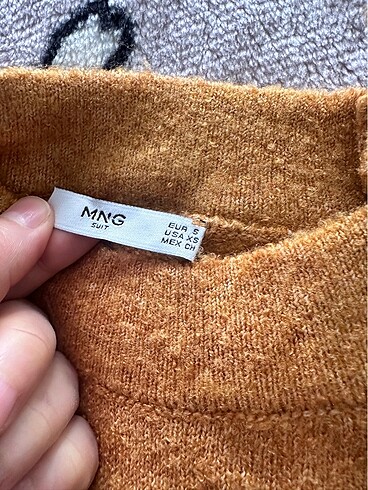 MNG
SUIT
EUR S
USA XS
MEX CH